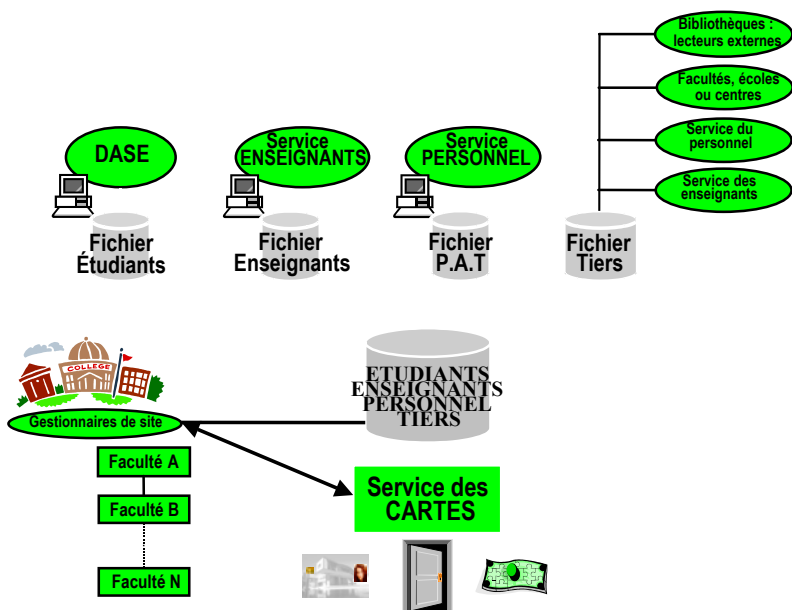 Bibliothèques :
lecteurs externes
Facultés, écoles
ou centres
Service du
personnel
Service des
enseignants
DASE
Service
ENSEIGNANTS
Service
PERSONNEL
Fichier
Étudiants
Fichier
Enseignants
Fichier
P.A.T
Fichier
Tiers
COLLEGE
ETUDIANTS
ENSEIGNANTS
PERSONNEL
TIERS
Gestionnaires de site
Faculté A
Faculté B
Faculté N
Service des
CARTES